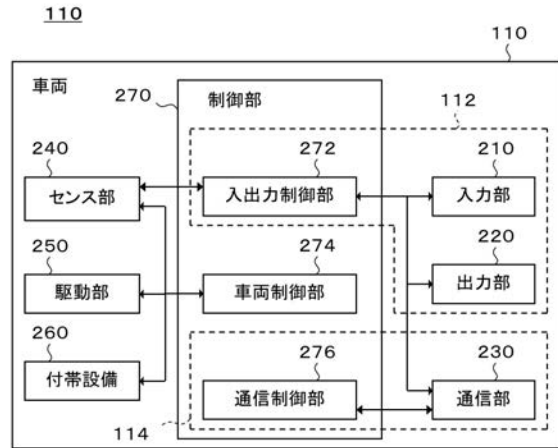 110
110
車両
270
制御部
112
240
272
210
センス部
入出力制御部
入力部
250
274
220
駆動部
車両制御部
出力部
260
276
230
付帯設備
通信制御部
通信部
114